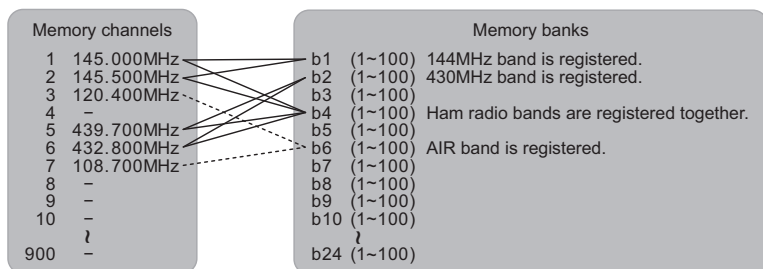 Memory channels
1 145.000MHz
2 145.500MHz
3 120.400MHz
4 –
5 439.700MHz
6 432.800MHz
7 108.700MHz
8 –
9 –
10 –
~
900 –
Memory banks
b1 (1~100) 144MHz band is registered.
b2 (1~100) 430MHz band is registered.
b3 (1~100)
b4 (1~100) Ham radio bands are registered together.
b5 (1~100)
b6 (1~100) AIR band is registered.
b7 (1~100)
b8 (1~100)
b9 (1~100)
b10 (1~100)
~
b24 (1~100)